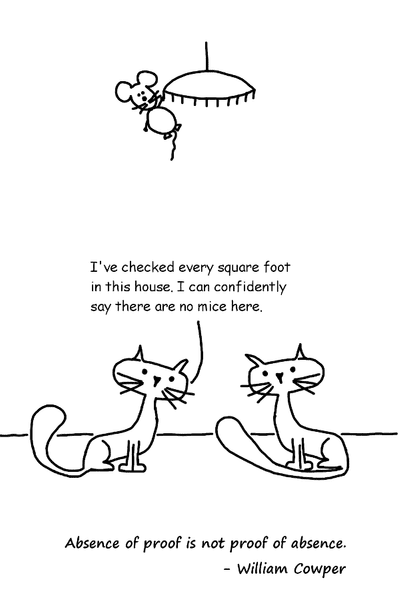 I've checked every square foot
in this house. I can confidently
say there are no mice here.
Absence of proof is not proof of absence.
- William Cowper